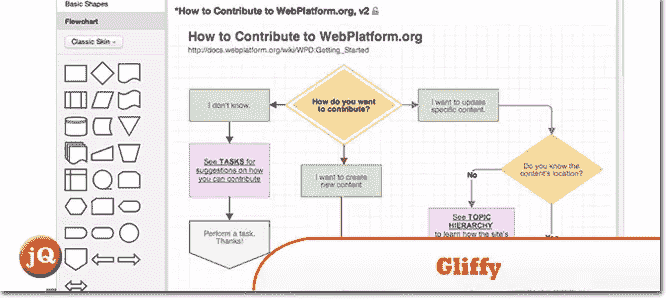 Basic Shapes
Flowchart
Classic Skin
*How to Contribute to WebPlatform.org, v2
How to Contribute to WebPlatform.org
http://docs.webplatform.org/wiki/WPD:Getting_Started
I don't know.
How do you want
to contribute?
I want to update
specific content.
See TASKS for
suggestions on how
you can contribute
I want to create
new content
Do you know the
content's location?
No
Perform a task.
Thanks!
See TOPIC
HIERARCHY
to learn how the site's
jQ
Gliffy